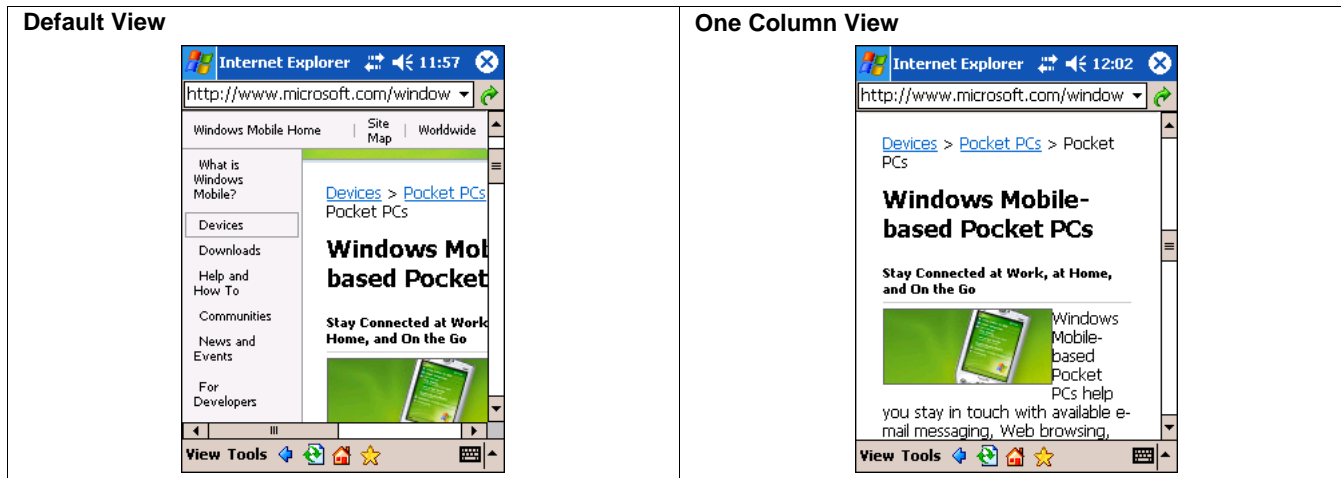 Default View
Internet Explorer 11:57
http://www.microsoft.com/window
Windows Mobile Home | Site Map | Worldwide
What is
Windows
Mobile?
Devices
Downloads
Help and
How To
Communities
News and
Events
For
Developers
Devices > Pocket PCs
Pocket PCs
Windows Mob
based Pocket
Stay Connected at Work
Home, and On the Go
View Tools
One Column View
Internet Explorer 12:02
http://www.microsoft.com/window
Devices > Pocket PCs > Pocket
PCs
Windows Mobile-
based Pocket PCs
Stay Connected at Work, at Home,
and On the Go
Windows
Mobile-
based
Pocket
PCs help
you stay in touch with available e-
mail messaging, Web browsing,
View Tools